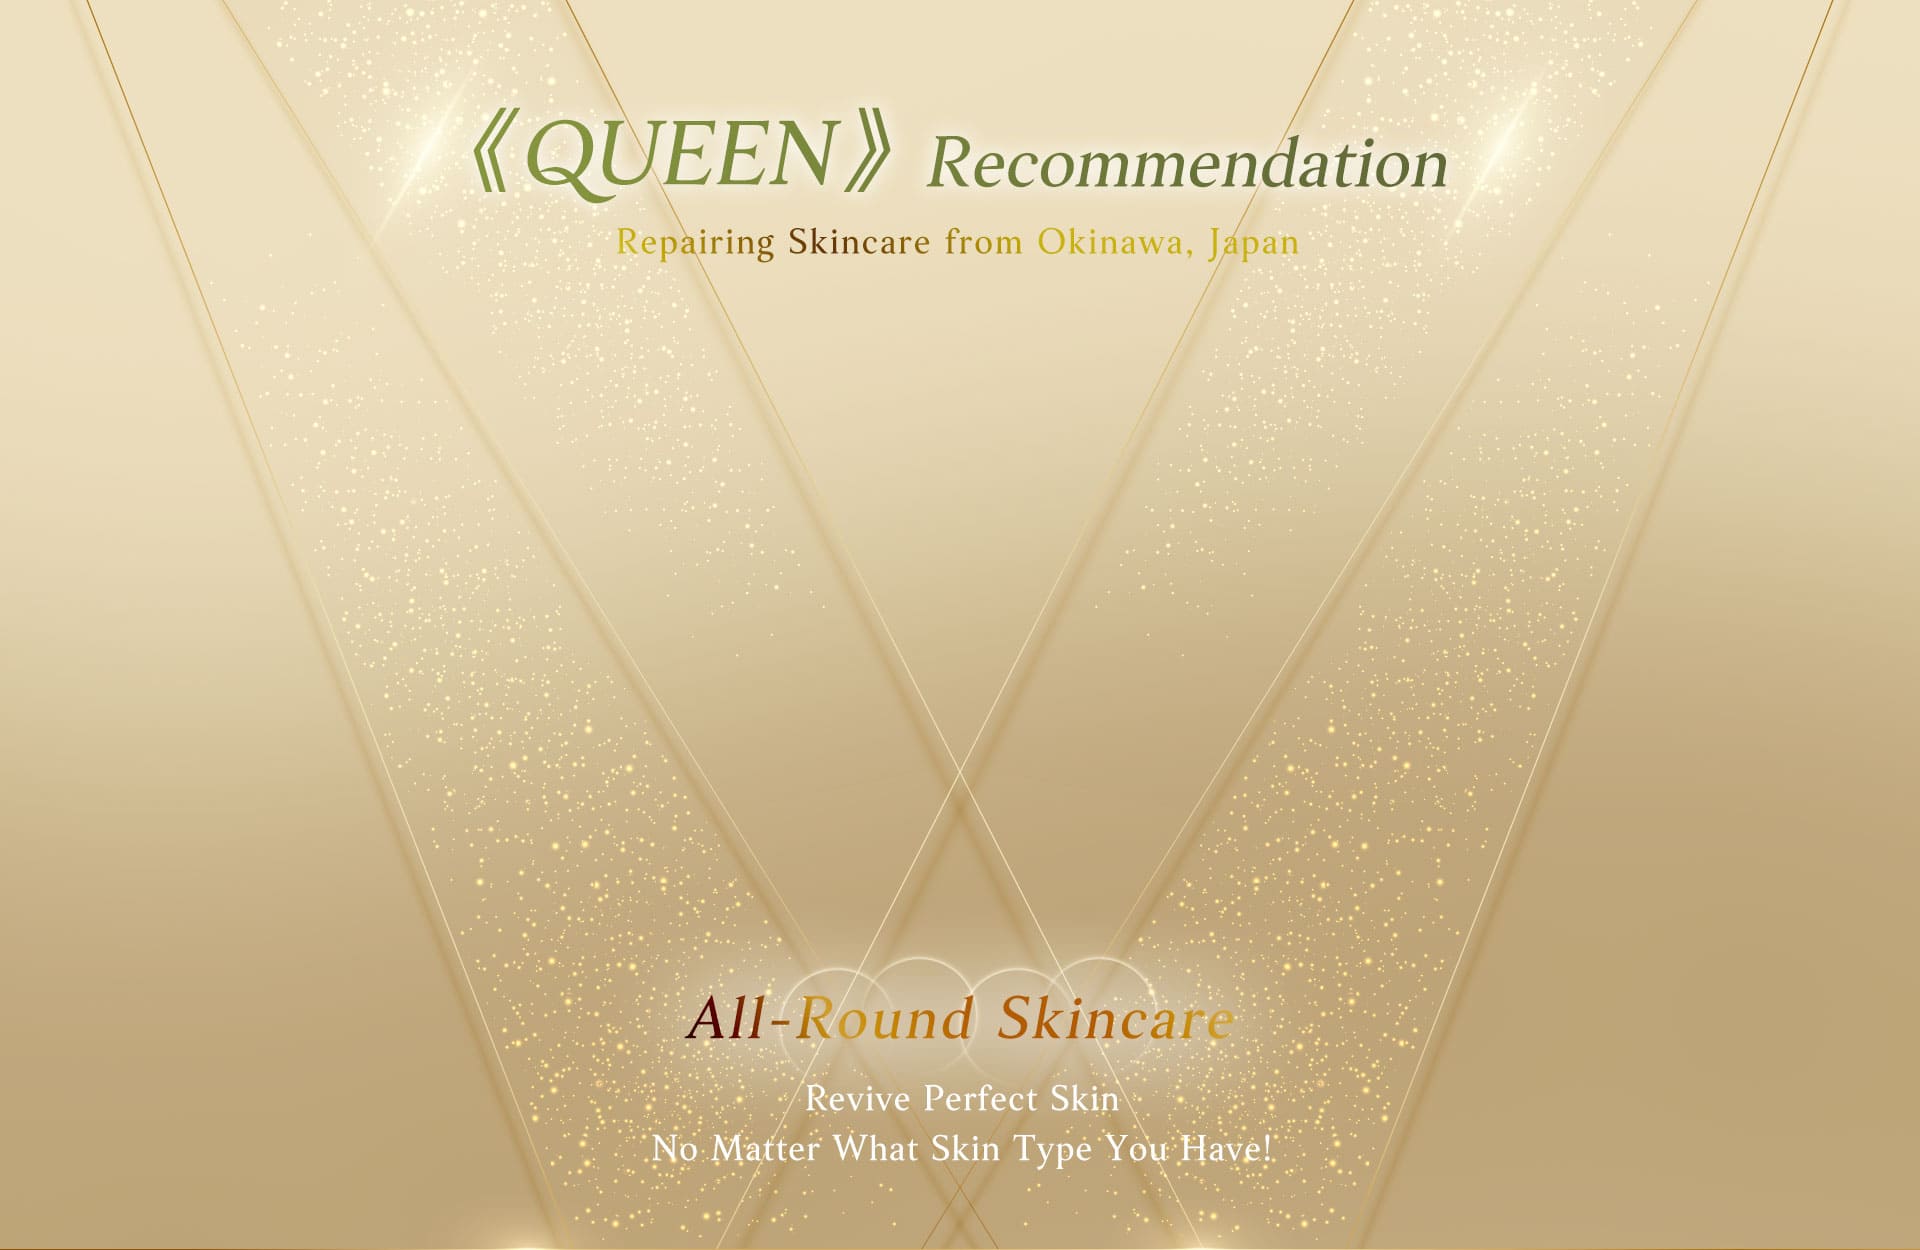 《QUEEN》 Recommendation
Repairing Skincare from Okinawa, Japan
All-Round Skincare
Revive Perfect Skin
No Matter What Skin Type You Have!